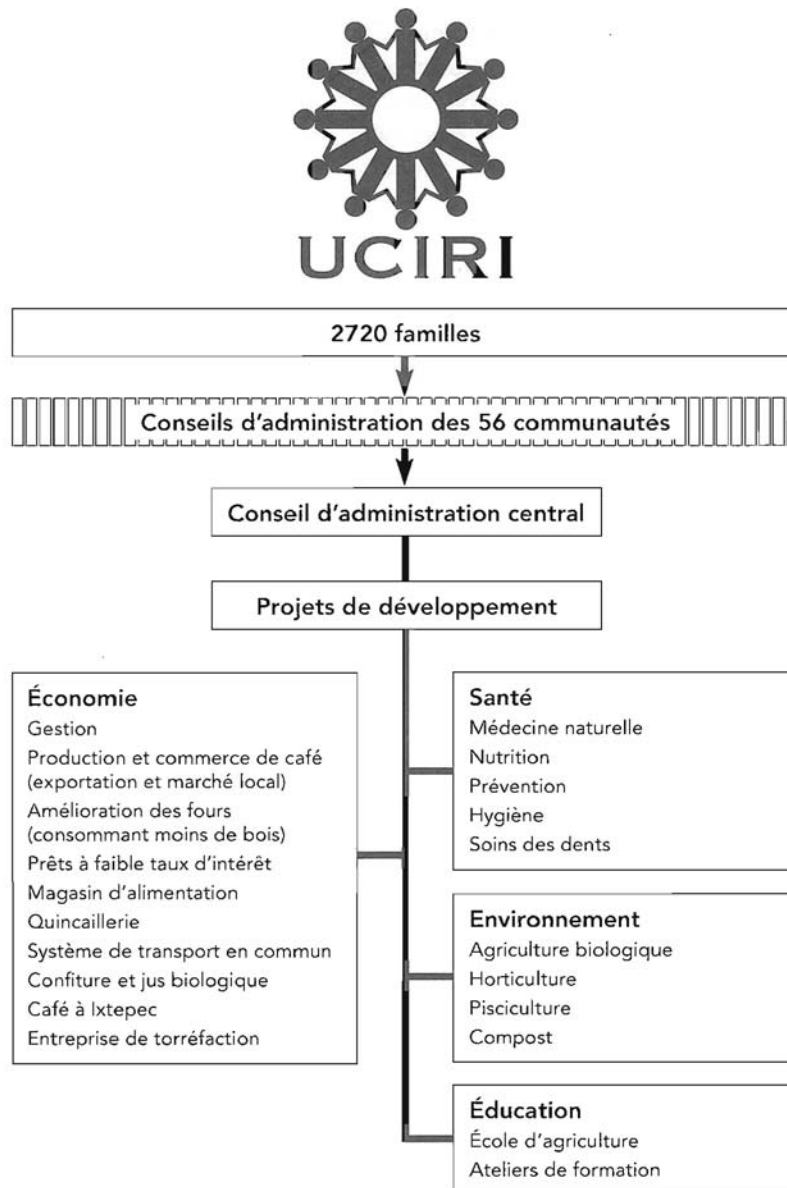 UCIRI
2720 familles
Conseils d'administration des 56 communautés
Conseil d'administration central
Projets de développement
Économie
Gestion
Production et commerce de café
(exportation et marché local)
Amélioration des fours
(consommant moins de bois)
Prêts à faible taux d'intérêt
Magasin d'alimentation
Quincaillerie
Système de transport en commun
Confiture et jus biologique
Café à Ixtepec
Entreprise de torréfaction
Santé
Médecine naturelle
Nutrition
Prévention
Hygiène
Soins des dents
Environnement
Agriculture biologique
Horticulture
Pisciculture
Compost
Éducation
École d'agriculture
Ateliers de formation